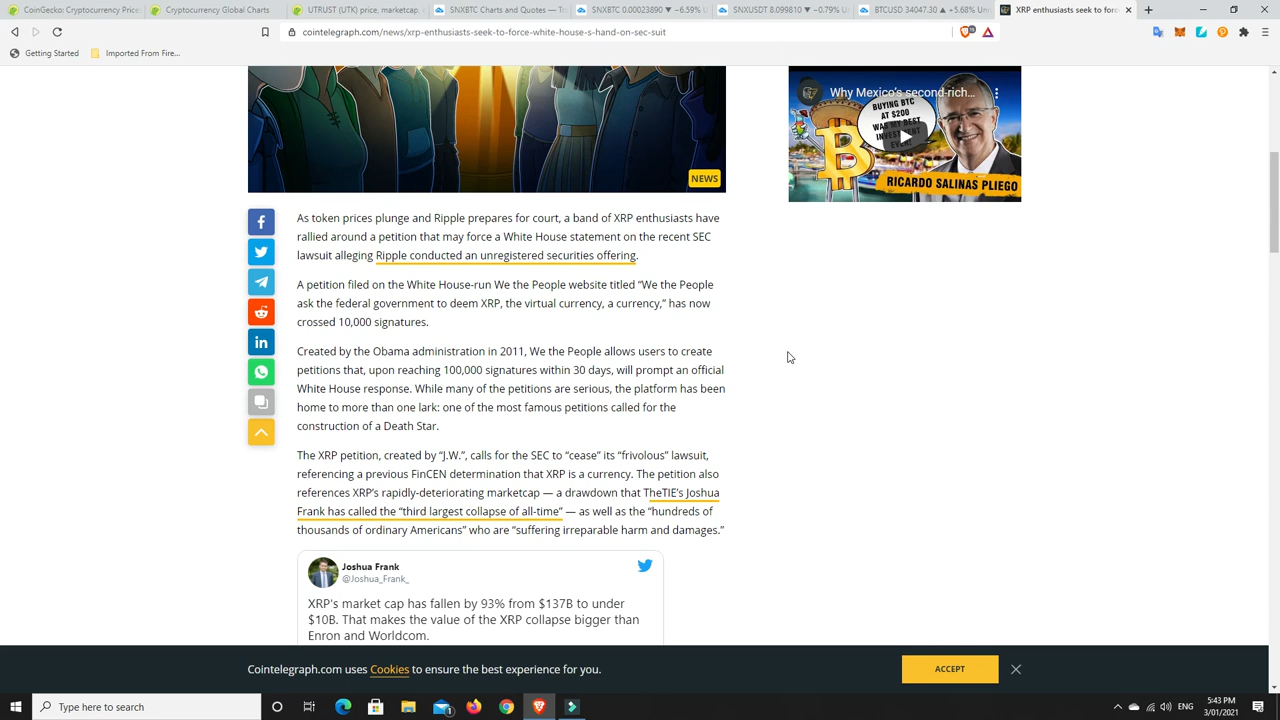 CoinGecko: Cryptocurrency Price
Cryptocurrency Global Charts
UTRUST (UTK) price, marketcap,
SNXBTC Charts and Quotes — Tr
SNXBTC 0.00023890 ▼ −6.59%
SNXUSDT 8.099810 ▼ −0.79%
BTCUSD 34047.30 ▲ +5.68%
XRP enthusiasts seek to force
cointelegraph.com/news/xrp-enthusiasts-seek-to-force-white-house-s-hand-on-sec-suit
Getting Started
Imported From Fire...
Why Mexico's second-rich...
BUYING BTC
AT $200
WAS MY BEST
INVESTMENT
EVER!
RICARDO SALINAS PLIEGO
NEWS
As token prices plunge and Ripple prepares for court, a band of XRP enthusiasts have
rallied around a petition that may force a White House statement on the recent SEC
lawsuit alleging Ripple conducted an unregistered securities offering.
A petition filed on the White House-run We the People website titled “We the People
ask the federal government to deem XRP, the virtual currency, a currency,” has now
crossed 10,000 signatures.
Created by the Obama administration in 2011, We the People allows users to create
petitions that, upon reaching 100,000 signatures within 30 days, will prompt an official
White House response. While many of the petitions are serious, the platform has been
home to more than one lark: one of the most famous petitions called for the
construction of a Death Star.
The XRP petition, created by “J.W.”, calls for the SEC to “cease” its “frivolous” lawsuit,
referencing a previous FinCEN determination that XRP is a currency. The petition also
references XRP’s rapidly-deteriorating marketcap — a drawdown that TheTIE’s Joshua
Frank has called the “third largest collapse of all-time” — as well as the “hundreds of
thousands of ordinary Americans” who are “suffering irreparable harm and damages.”
Joshua Frank
@Joshua_Frank_
XRP's market cap has fallen by 93% from $137B to under
$10B. That makes the value of the XRP collapse bigger than
Enron and Worldcom.
Cointelegraph.com uses Cookies to ensure the best experience for you.
ACCEPT
Type here to search
ENG
5:43 PM
3/01/2021